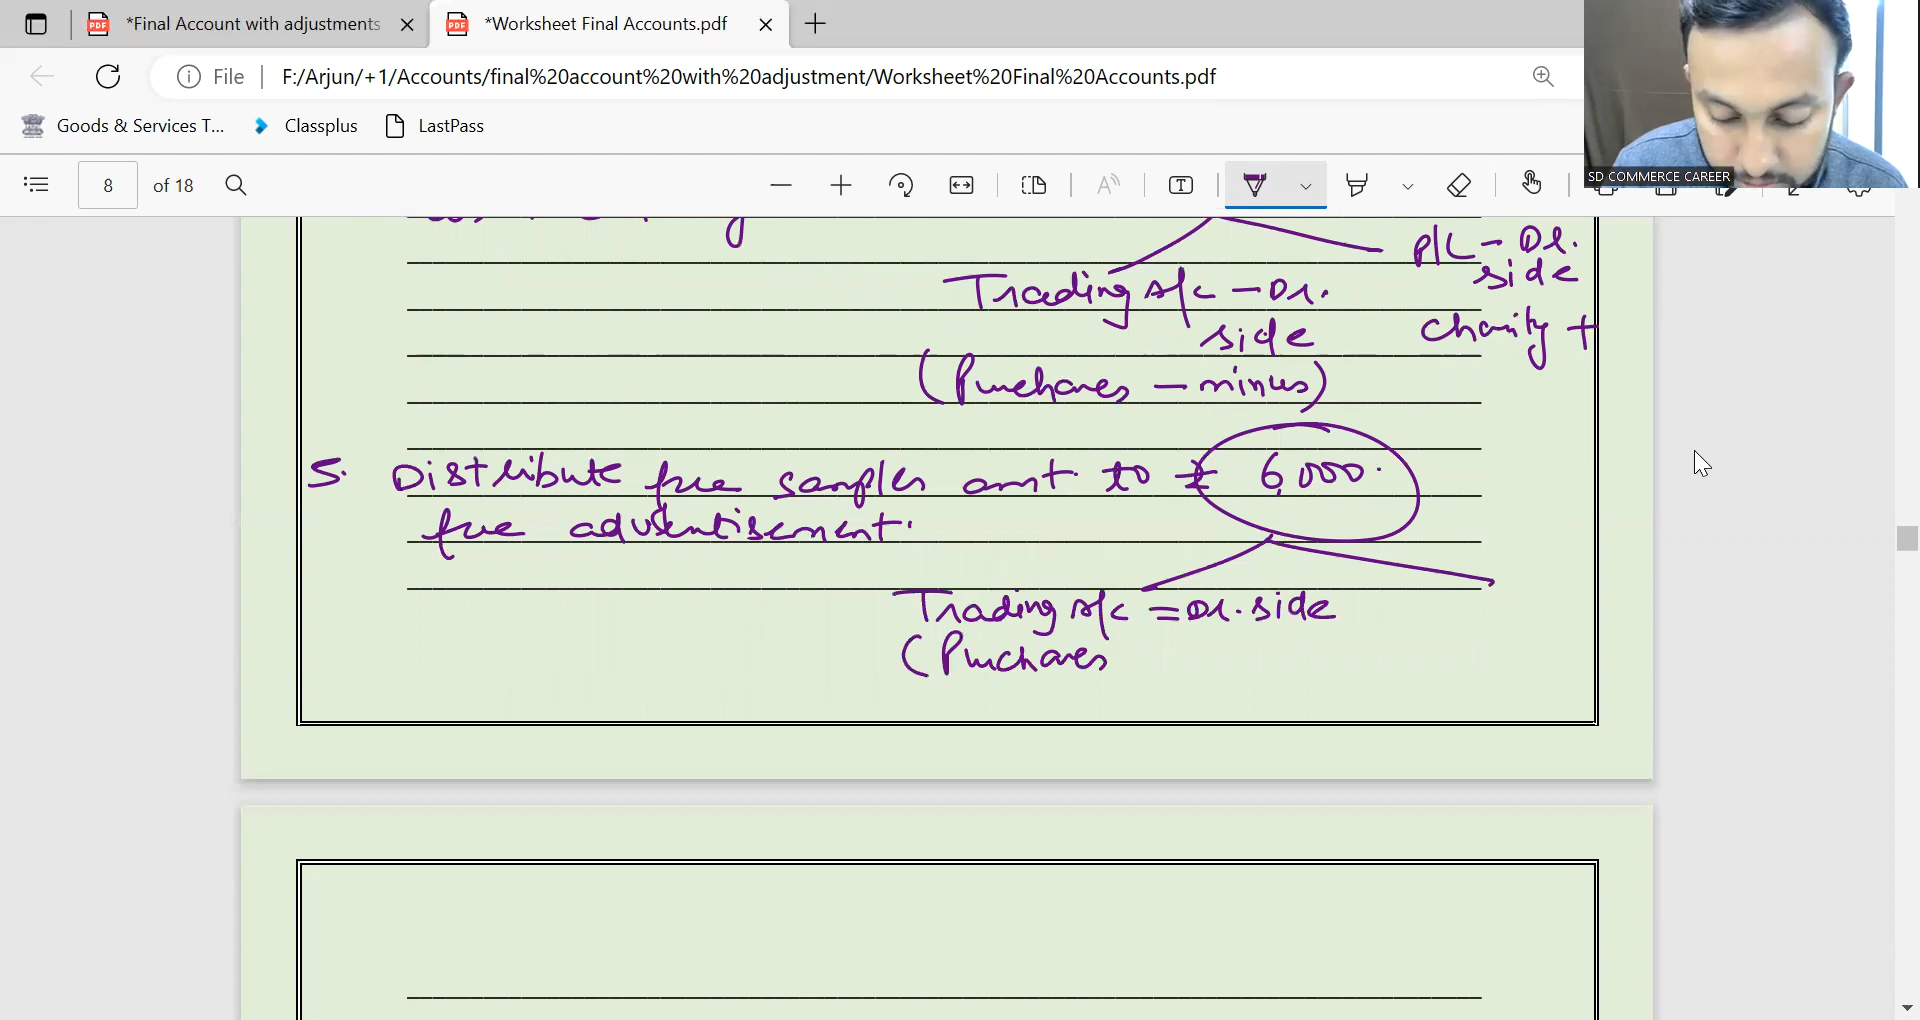 *Final Account with adjustments
*Worksheet Final Accounts.pdf
File
F:/Arjun/+1/Accounts/final%20account%20with%20adjustment/Worksheet%20Final%20Accounts.pdf
Goods & Services T...
Classplus
LastPass
8 of 18
SD COMMERCE CAREER
P/L - Dr.
side
charity +
Trading A/c - Dr.
side
(Purchases - minus)
5. Distribute free samples amt. to ₹ 6,000.
free advertisement.
Trading A/c = Dr. side
(Purchases